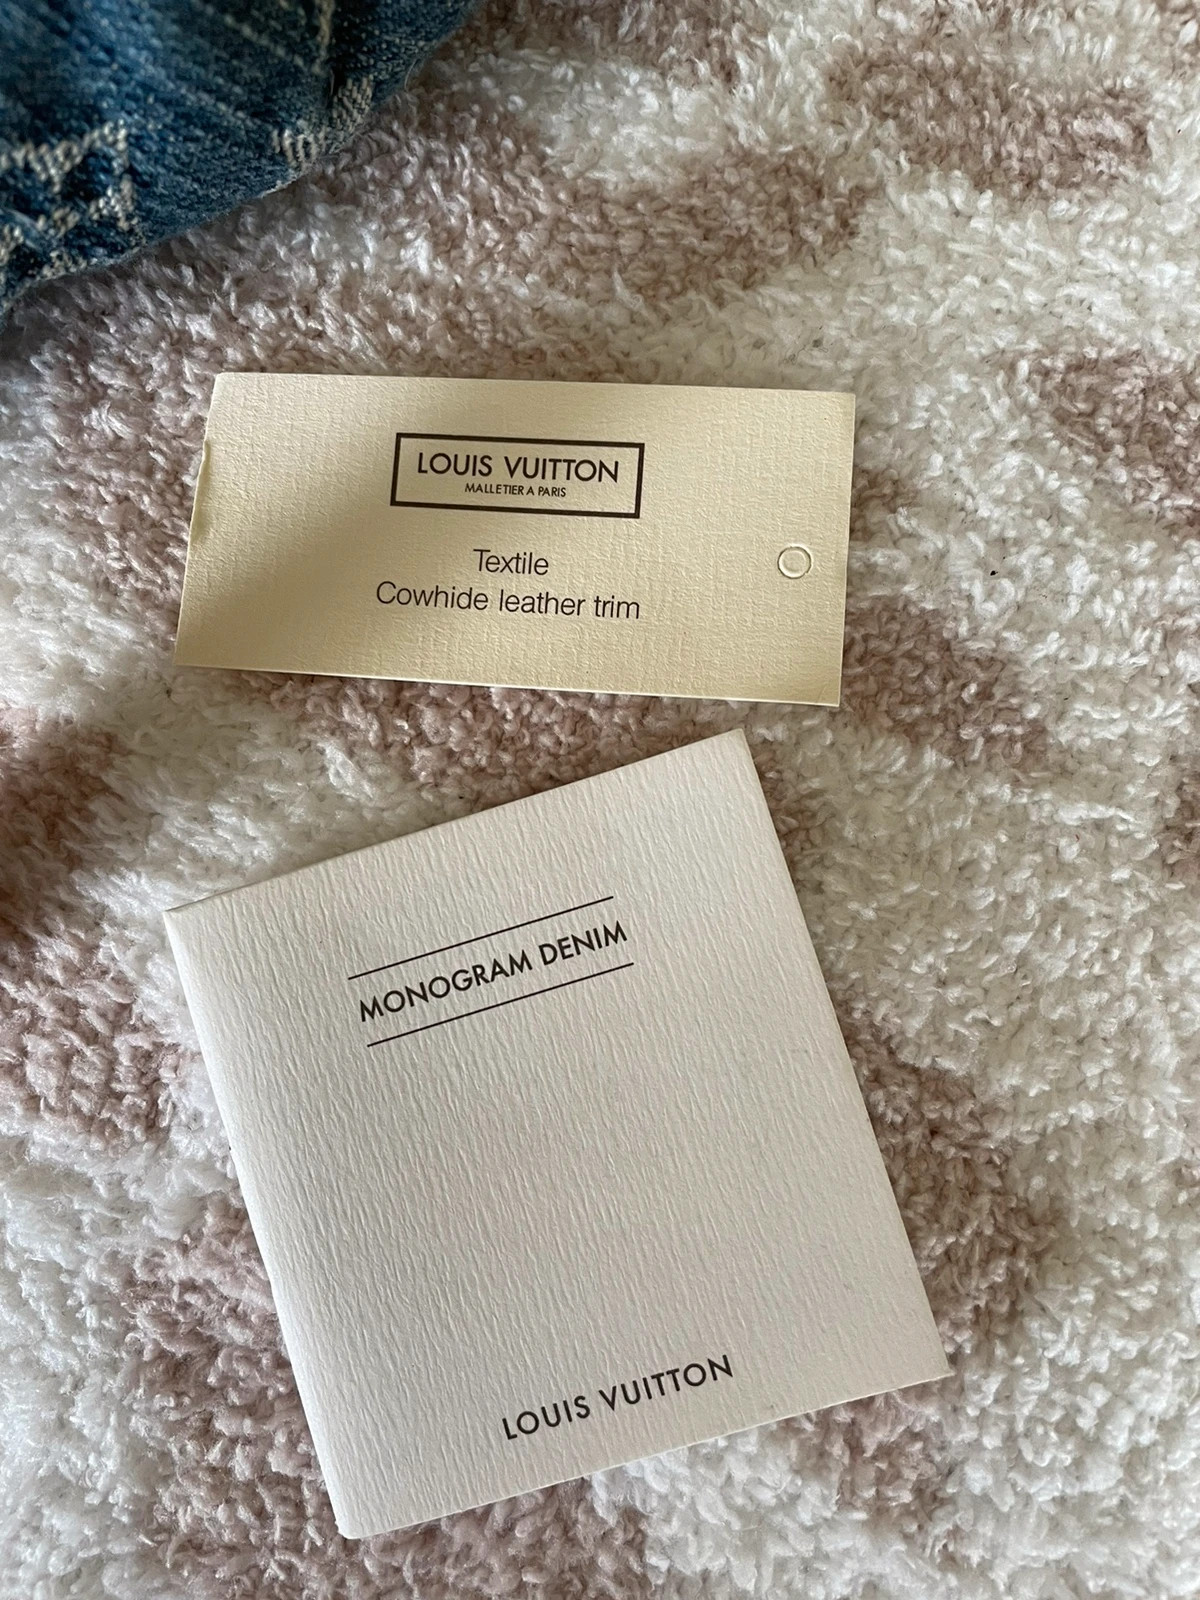 LOUIS VUITTON
MALLETIER A PARIS
Textile
Cowhide leather trim
MONOGRAM DENIM
LOUIS VUITTON